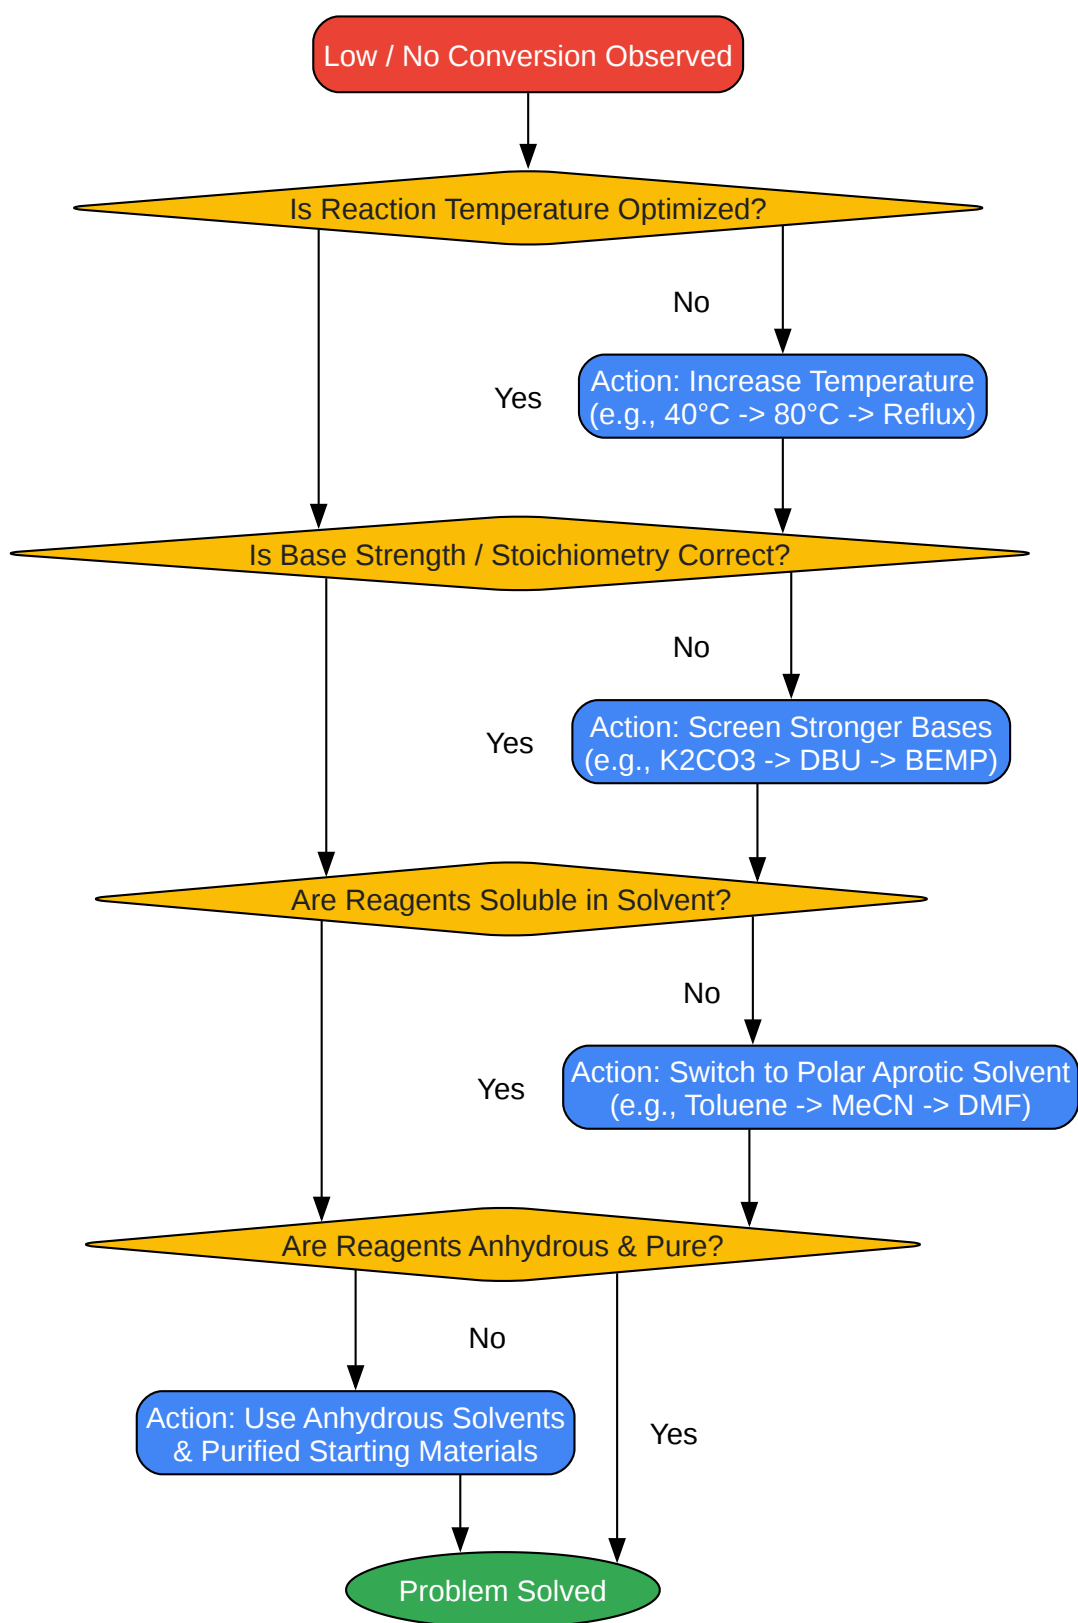 Low / No Conversion Observed
Is Reaction Temperature Optimized?
No
Action: Increase Temperature
(e.g., 40°C -> 80°C -> Reflux)
Yes
Is Base Strength / Stoichiometry Correct?
No
Action: Screen Stronger Bases
(e.g., K2CO3 -> DBU -> BEMP)
Yes
Are Reagents Soluble in Solvent?
No
Action: Switch to Polar Aprotic Solvent
(e.g., Toluene -> MeCN -> DMF)
Yes
Are Reagents Anhydrous & Pure?
No
Action: Use Anhydrous Solvents
& Purified Starting Materials
Yes
Problem Solved